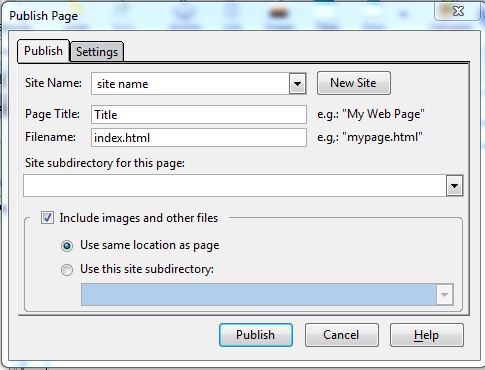 Publish Page
Publish Settings
Site Name: site name New Site
Page Title: Title e.g.: "My Web Page"
Filename: index.html e.g,: "mypage.html"
Site subdirectory for this page:
Include images and other files
Use same location as page
Use this site subdirectory:
Publish Cancel Help